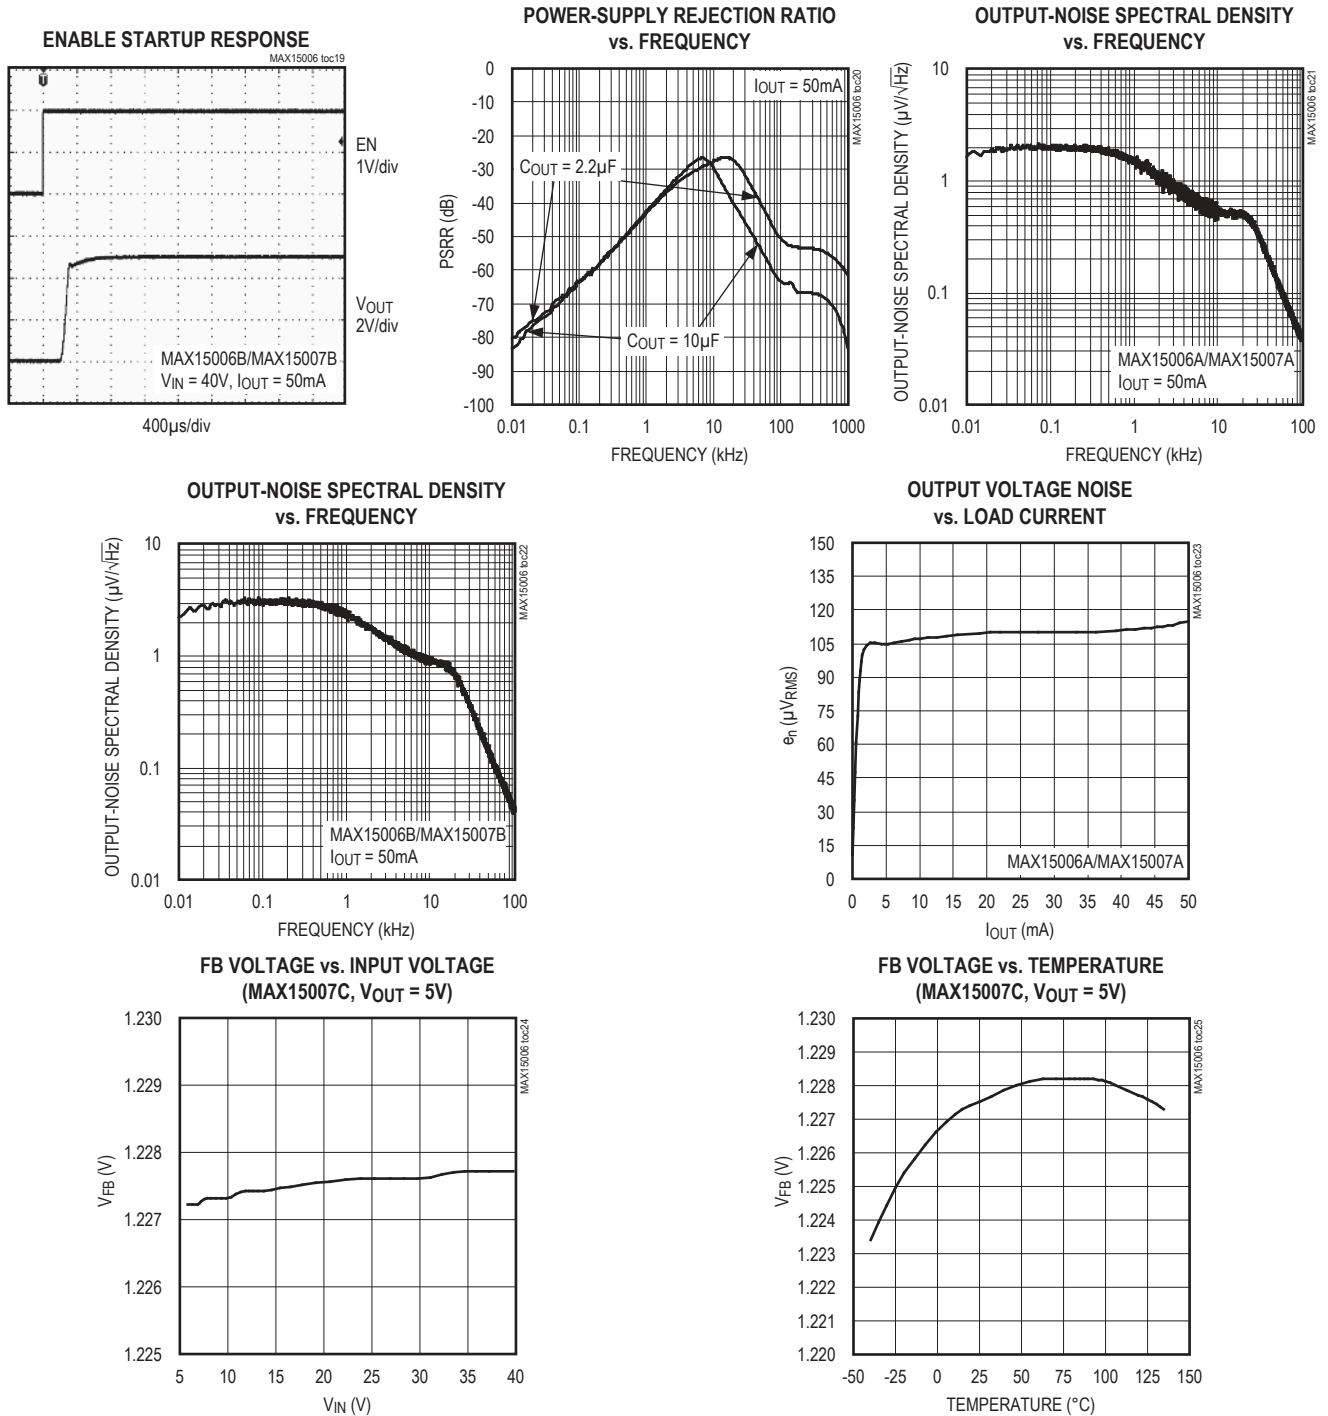 ENABLE STARTUP RESPONSE
MAX15006 toc19
EN
1V/div
VOUT
2V/div
MAX15006B/MAX15007B
VIN = 40V, IOUT = 50mA
400µs/div
POWER-SUPPLY REJECTION RATIO
vs. FREQUENCY
MAX15006 toc20
IOUT = 50mA
COUT = 2.2µF
COUT = 10µF
PSRR (dB)
0
-10
-20
-30
-40
-50
-60
-70
-80
-90
-100
0.01 0.1 1 10 100 1000
FREQUENCY (kHz)
OUTPUT-NOISE SPECTRAL DENSITY
vs. FREQUENCY
MAX15006 toc21
OUTPUT-NOISE SPECTRAL DENSITY (µV/√Hz)
10
1
0.1
0.01
MAX15006A/MAX15007A
IOUT = 50mA
0.01 0.1 1 10 100
FREQUENCY (kHz)
OUTPUT-NOISE SPECTRAL DENSITY
vs. FREQUENCY
MAX15006 toc22
OUTPUT-NOISE SPECTRAL DENSITY (µV/√Hz)
10
1
0.1
0.01
MAX15006B/MAX15007B
IOUT = 50mA
0.01 0.1 1 10 100
FREQUENCY (kHz)
OUTPUT VOLTAGE NOISE
vs. LOAD CURRENT
MAX15006 toc23
en (µVRMS)
150
135
120
105
90
75
60
45
30
15
0
MAX15006A/MAX15007A
0 5 10 15 20 25 30 35 40 45 50
IOUT (mA)
FB VOLTAGE vs. INPUT VOLTAGE
(MAX15007C, VOUT = 5V)
MAX15006 toc24
VFB (V)
1.230
1.229
1.228
1.227
1.226
1.225
5 10 15 20 25 30 35 40
VIN (V)
FB VOLTAGE vs. TEMPERATURE
(MAX15007C, VOUT = 5V)
MAX15006 toc25
VFB (V)
1.230
1.229
1.228
1.227
1.226
1.225
1.224
1.223
1.222
1.221
1.220
-50 -25 0 25 50 75 100 125 150
TEMPERATURE (°C)